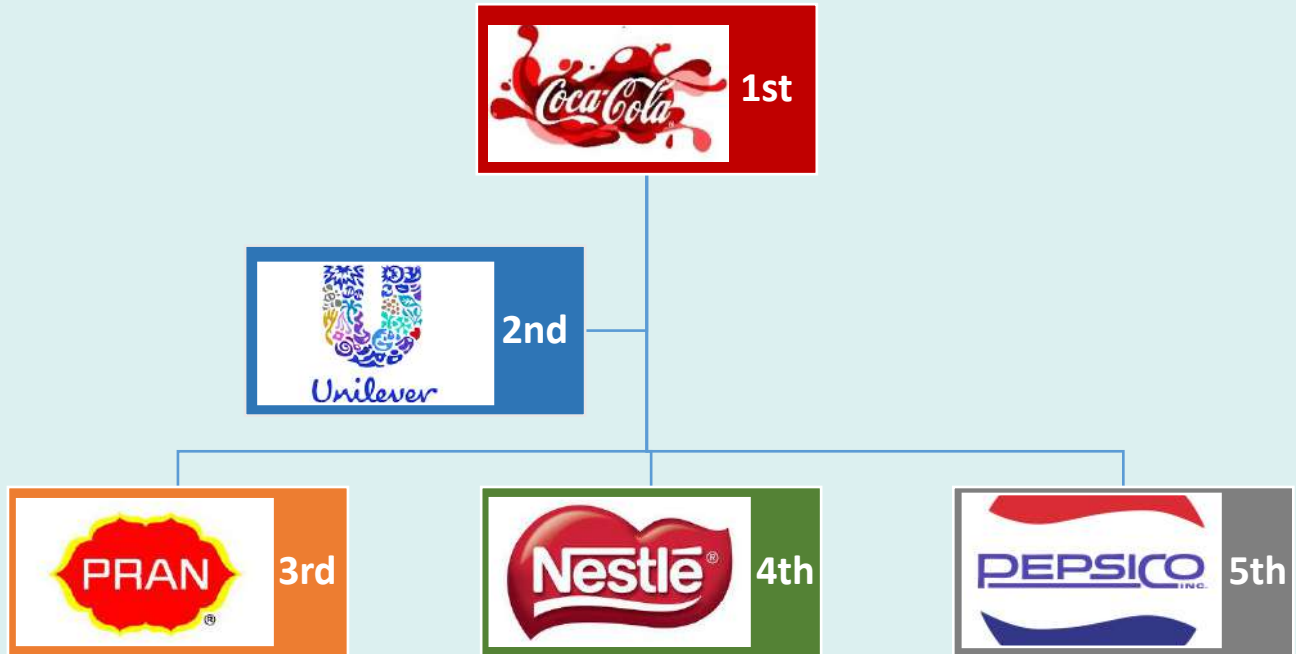 Coca-Cola
1st
Unilever
2nd
PRAN
®
3rd
Nestlé®
4th
PEPSICO
INC.
5th